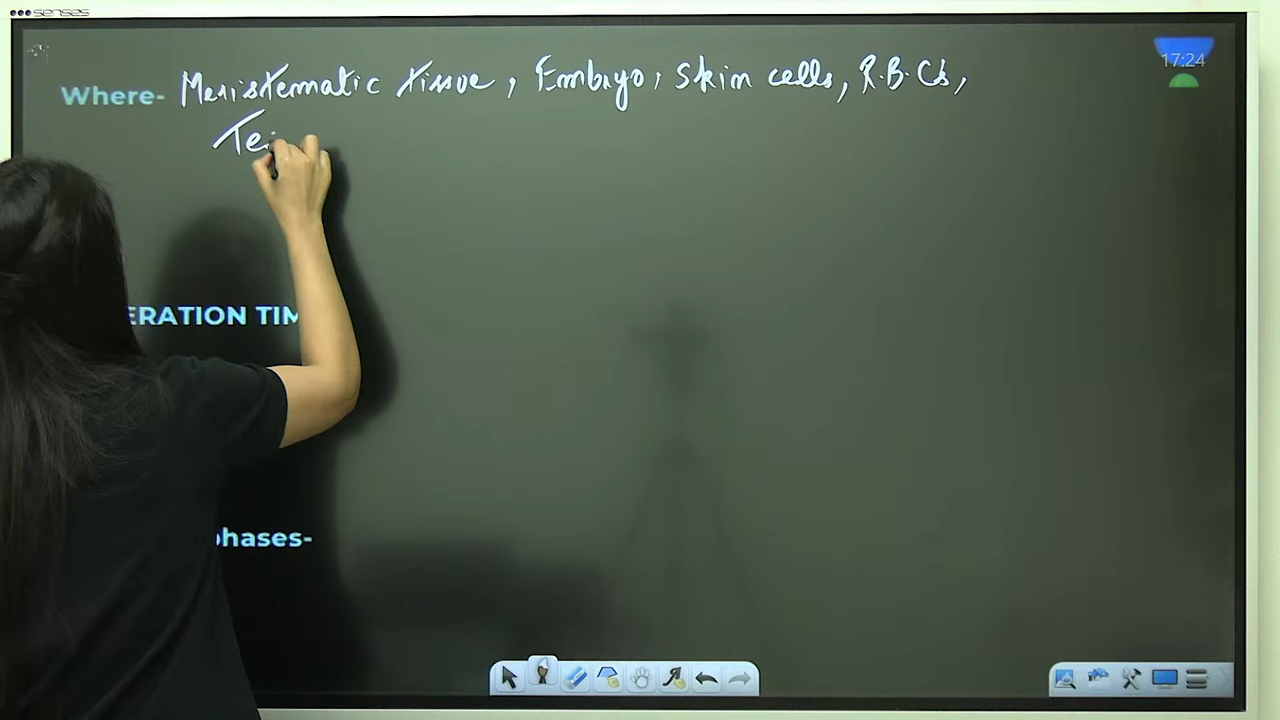 senses
17:24
Where- Meristematic tissue, Embryo, skin cells, R.B.Cs,
ERATION TIM
phases-